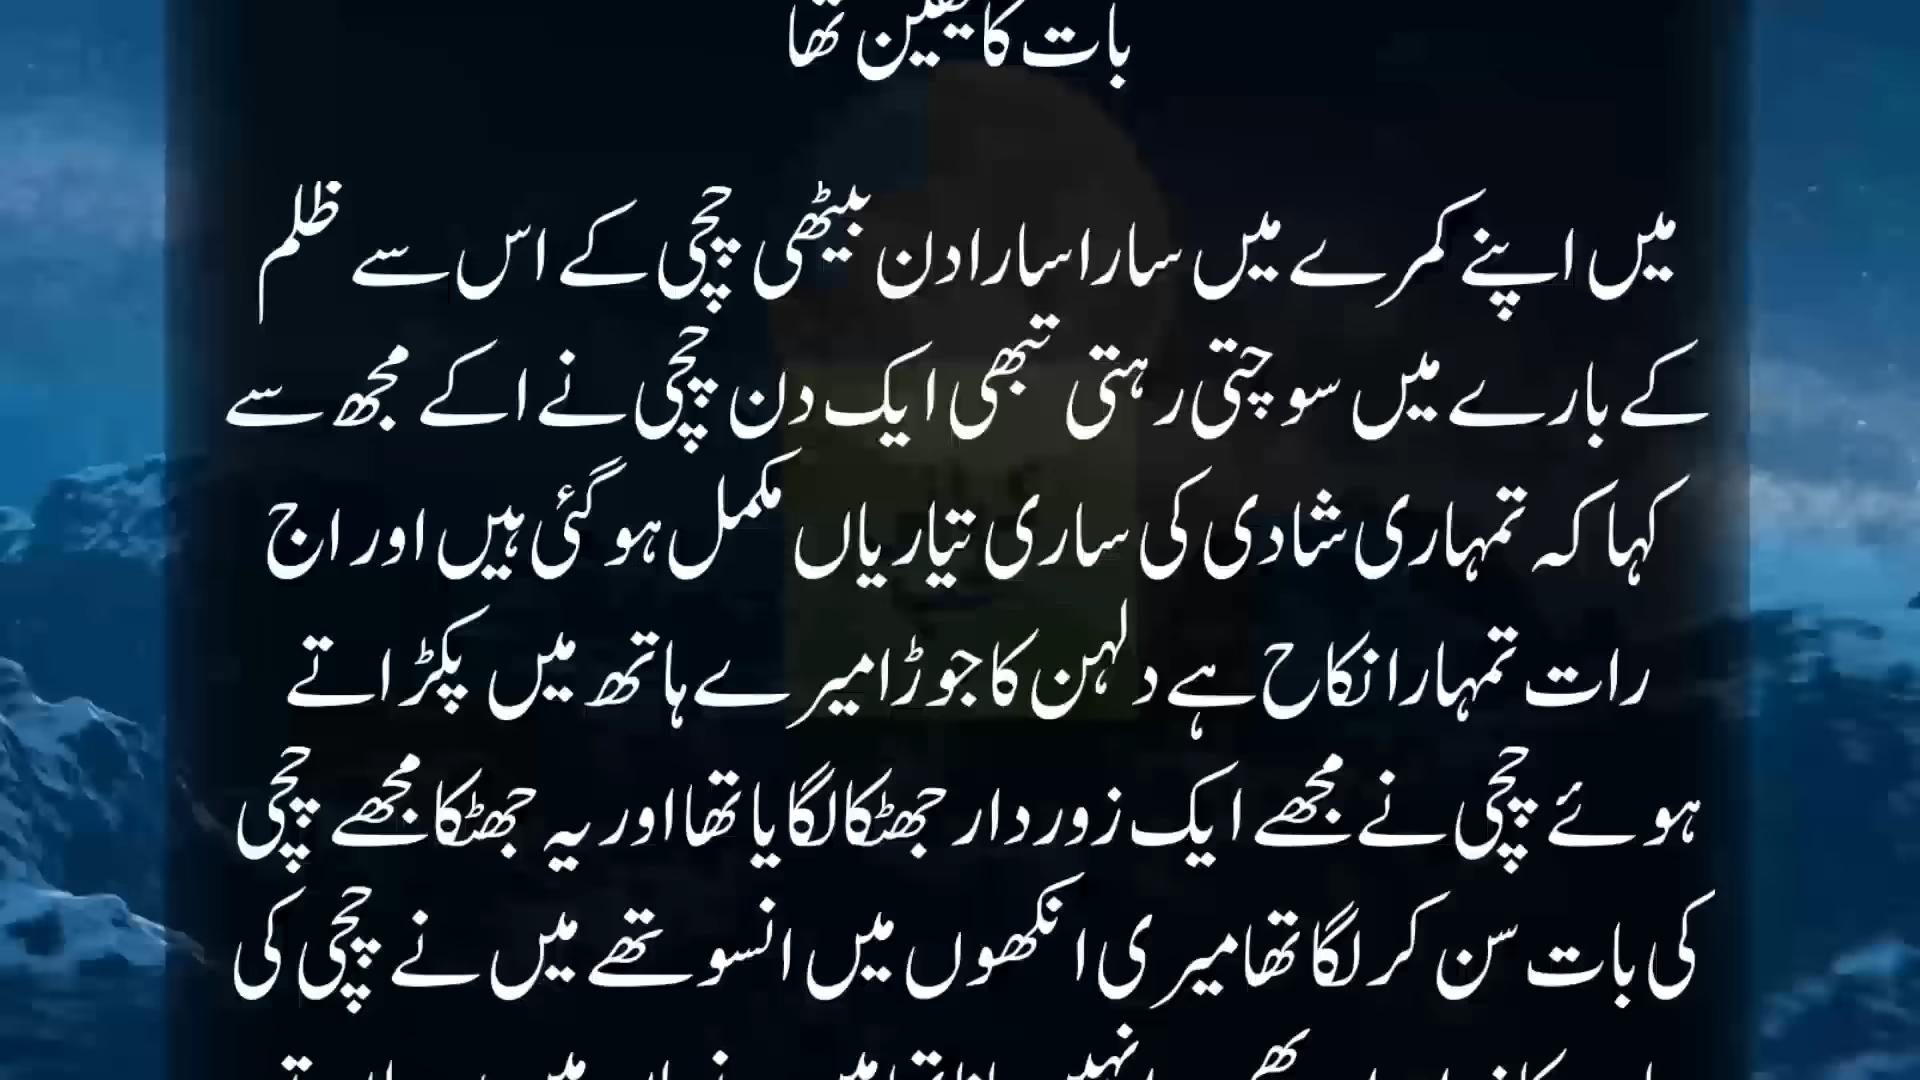 بات کا یقین تھا
میں اپنے کمرے میں سارا سارا دن بیٹھی چچی کے اس سے ظلم
کے بارے میں سوچتی رہتی تبھی ایک دن چچی نے اکے مجھ سے
کہا کہ تمہاری شادی کی ساری تیاریاں مکمل ہو گئی ہیں اور اج
رات تمہارا نکاح ہے دلہن کا جوڑا میرے ہاتھ میں پکڑاتے
ہوئے چچی نے مجھے ایک زوردار جھٹکا لگایا تھا اور یہ جھٹکا مجھے چچی
کی بات سن کر لگا تھا میری انکھوں میں انسو تھے میں نے چچی کی